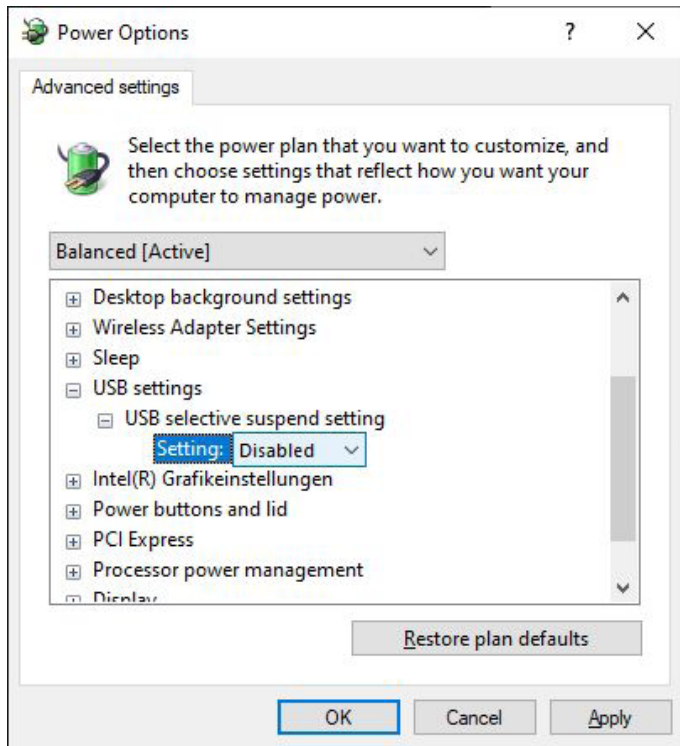 Power Options
?
Advanced settings
Select the power plan that you want to customize, and
then choose settings that reflect how you want your
computer to manage power.
Balanced [Active]
Desktop background settings
Wireless Adapter Settings
Sleep
USB settings
USB selective suspend setting
Setting: Disabled
Intel(R) Grafikeinstellungen
Power buttons and lid
PCI Express
Processor power management
Display
Restore plan defaults
OK Cancel Apply